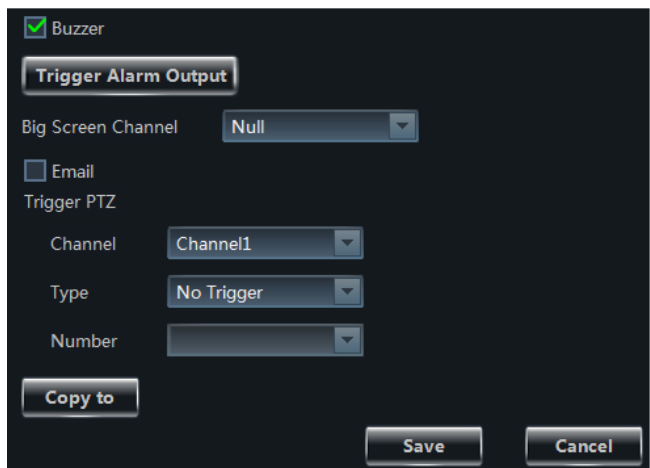 Buzzer
Trigger Alarm Output
Big Screen Channel Null
Email
Trigger PTZ
Channel Channel1
Type No Trigger
Number
Copy to
Save Cancel